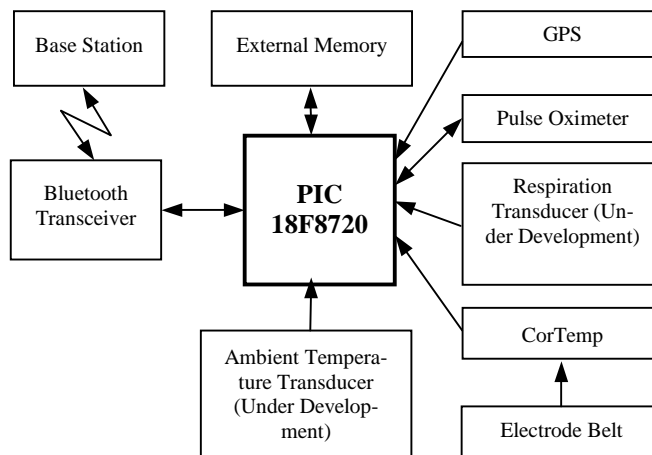 Base Station
External Memory
GPS
Pulse Oximeter
Bluetooth
Transceiver
PIC
18F8720
Respiration
Transducer (Un-
der Development)
CorTemp
Ambient Tempera-
ture Transducer
(Under Develop-
ment)
Electrode Belt